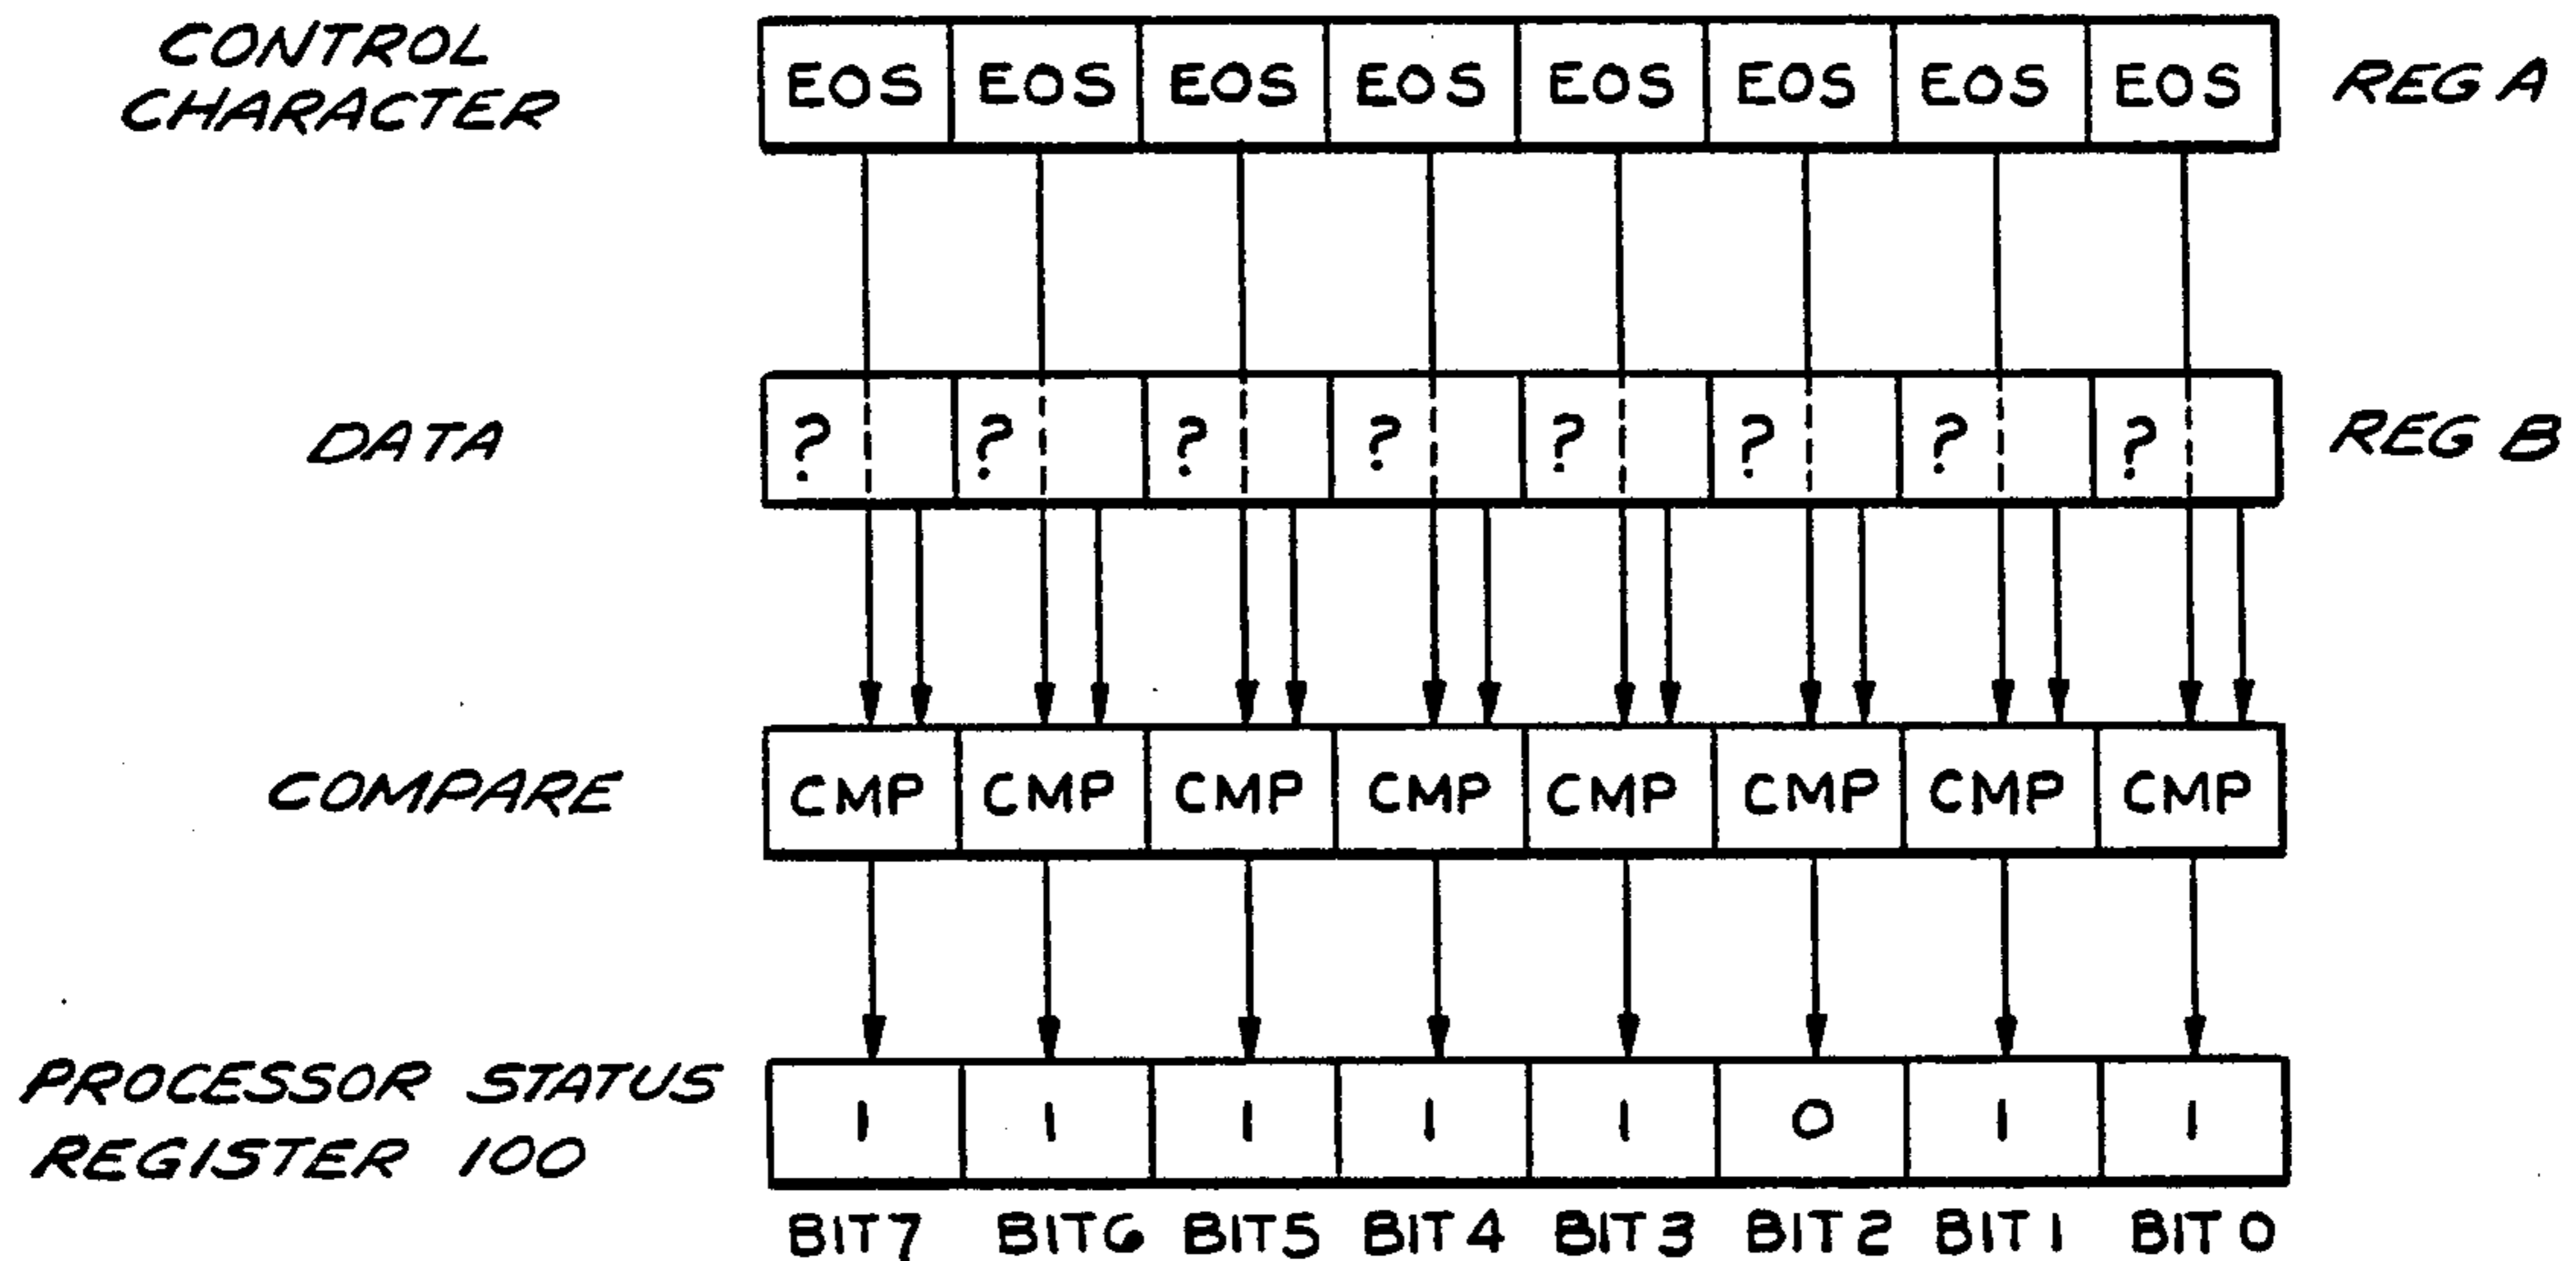 CONTROL
CHARACTER
EOS EOS EOS EOS EOS EOS EOS EOS
REG A
DATA
? ? ? ? ? ? ? ?
REG B
COMPARE
CMP CMP CMP CMP CMP CMP CMP CMP
PROCESSOR STATUS
REGISTER 100
1 1 1 1 1 0 1 1
BIT7 BIT6 BIT5 BIT4 BIT3 BIT2 BIT1 BIT0